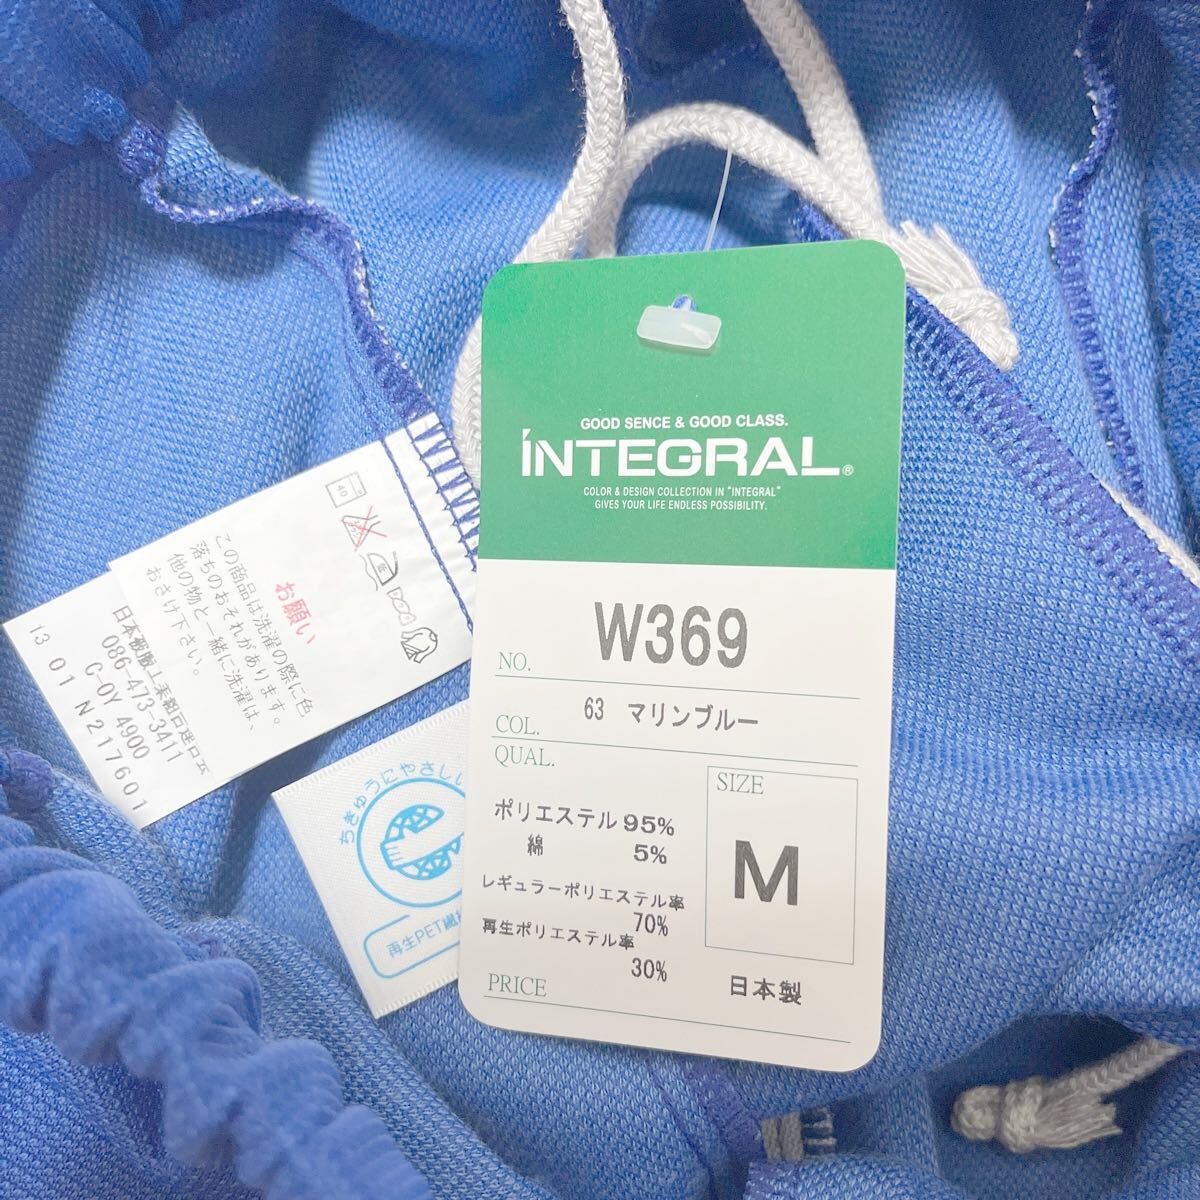 GOOD SENCE & GOOD CLASS.
INTEGRAL®
COLOR & DESIGN COLLECTION IN "INTEGRAL"
GIVES YOUR LIFE ENDLESS POSSIBILITY.
NO. W369
COL. 63 マリンブルー
QUAL.
ポリエステル 95%
綿 5%
レギュラーポリエステル率
70%
再生ポリエステル率
30%
SIZE
M
PRICE
日本製
40
お願い
この商品は洗濯の際に色
落ちのおそれがあります。
他の物と一緒に洗濯は、
おさけ下さい。
086-473-3411
C-0Y 4900
13 01 N217601
ちきゅうにやさしい
再生PET繊